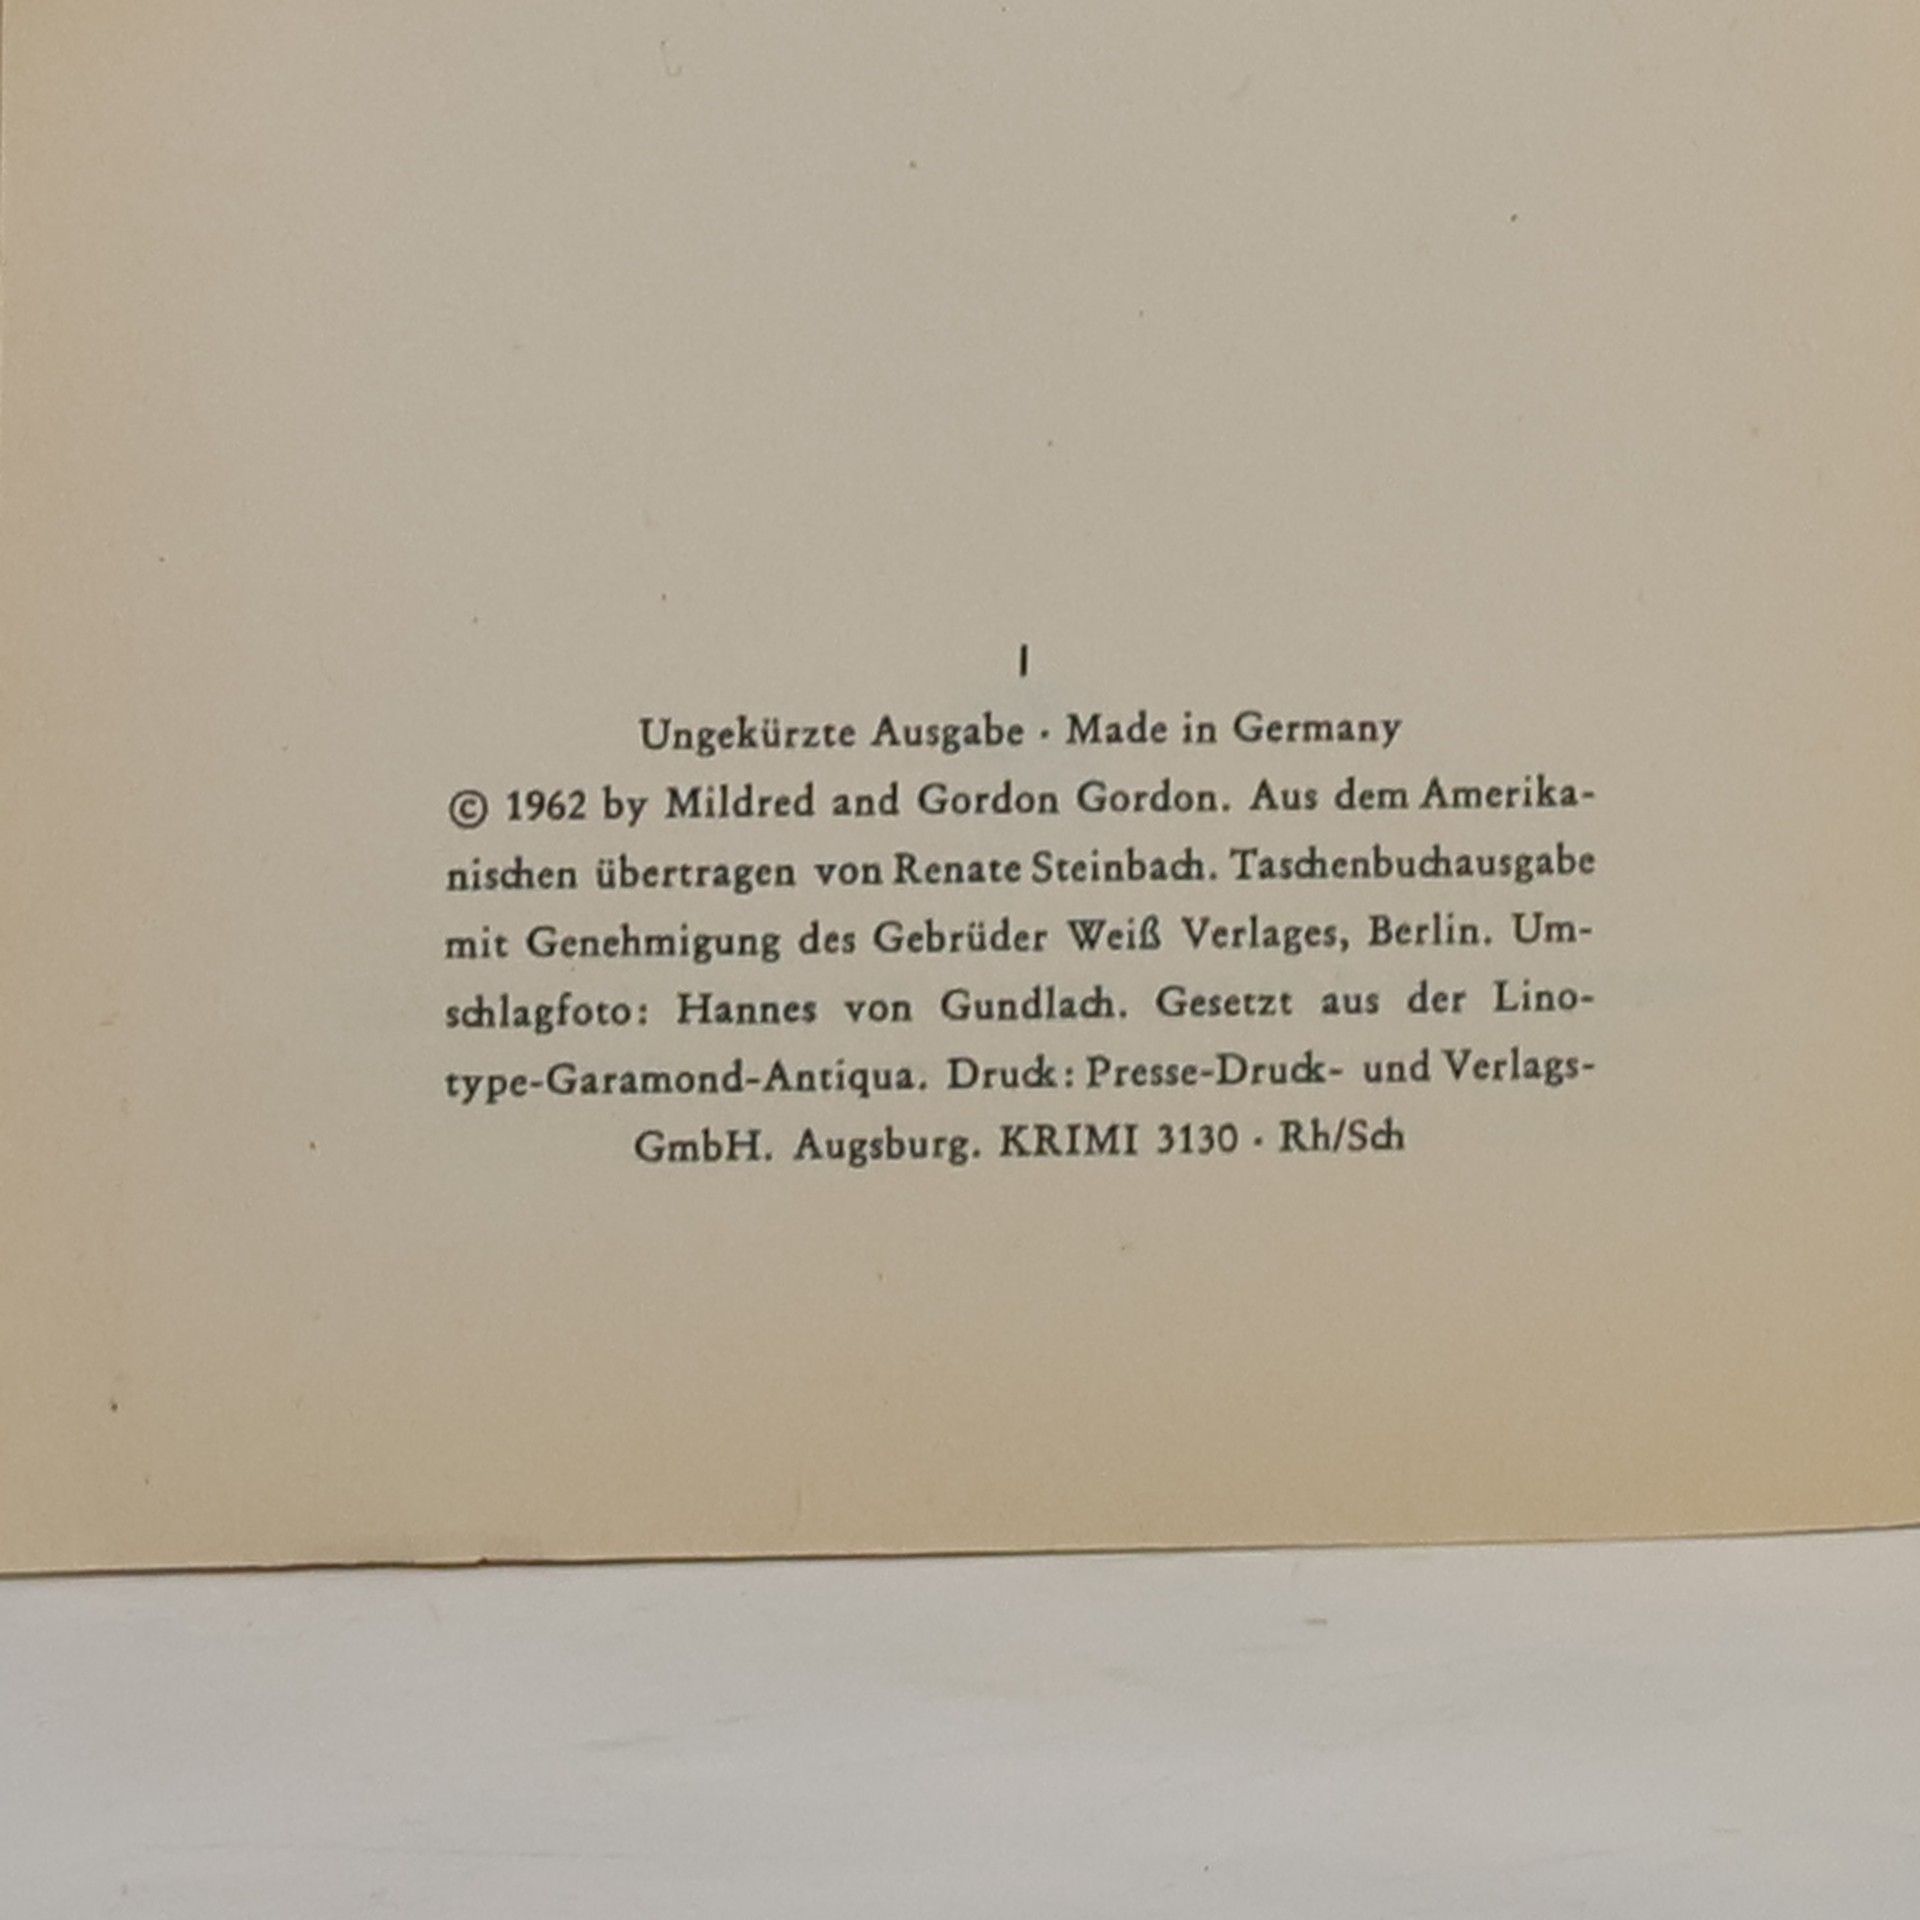 I
Ungekürzte Ausgabe · Made in Germany
© 1962 by Mildred and Gordon Gordon. Aus dem Amerika-
nischen übertragen von Renate Steinbach. Taschenbuchausgabe
mit Genehmigung des Gebrüder Weiß Verlages, Berlin. Um-
schlagfoto: Hannes von Gundlach. Gesetzt aus der Lino-
type-Garamond-Antiqua. Druck: Presse-Druck- und Verlags-
GmbH. Augsburg. KRIMI 3130 · Rh/Sch